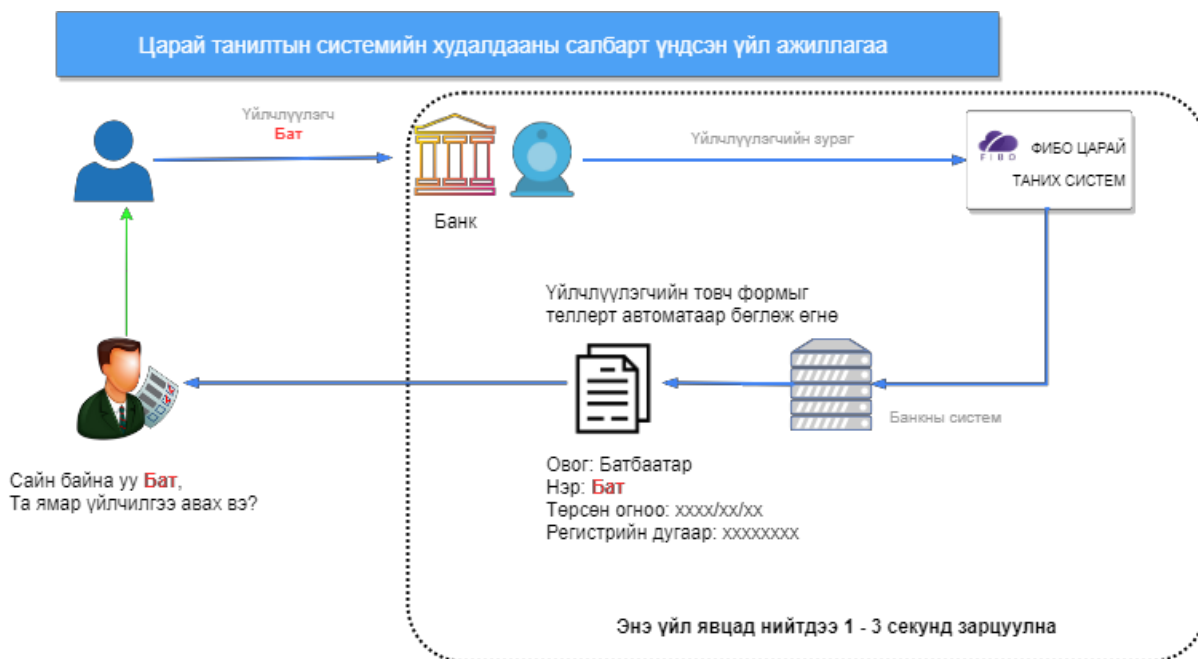 Царай танилтын системийн худалдааны салбарт үндсэн үйл ажиллагаа
Үйлчлүүлэгч
Бат
Банк
Үйлчлүүлэгчийн зураг
FIBO
ФИБО ЦАРАЙ
ТАНИХ СИСТЕМ
Үйлчлүүлэгчийн товч формыг
теллерт автоматаар бөглөж өгнө
Банкны систем
Овог: Батбаатар
Нэр: Бат
Төрсөн огноо: xxxx/xx/xx
Регистрийн дугаар: xxxxxxxx
Сайн байна уу Бат,
Та ямар үйлчилгээ авах вэ?
Энэ үйл явцад нийтдээ 1 - 3 секунд зарцуулна